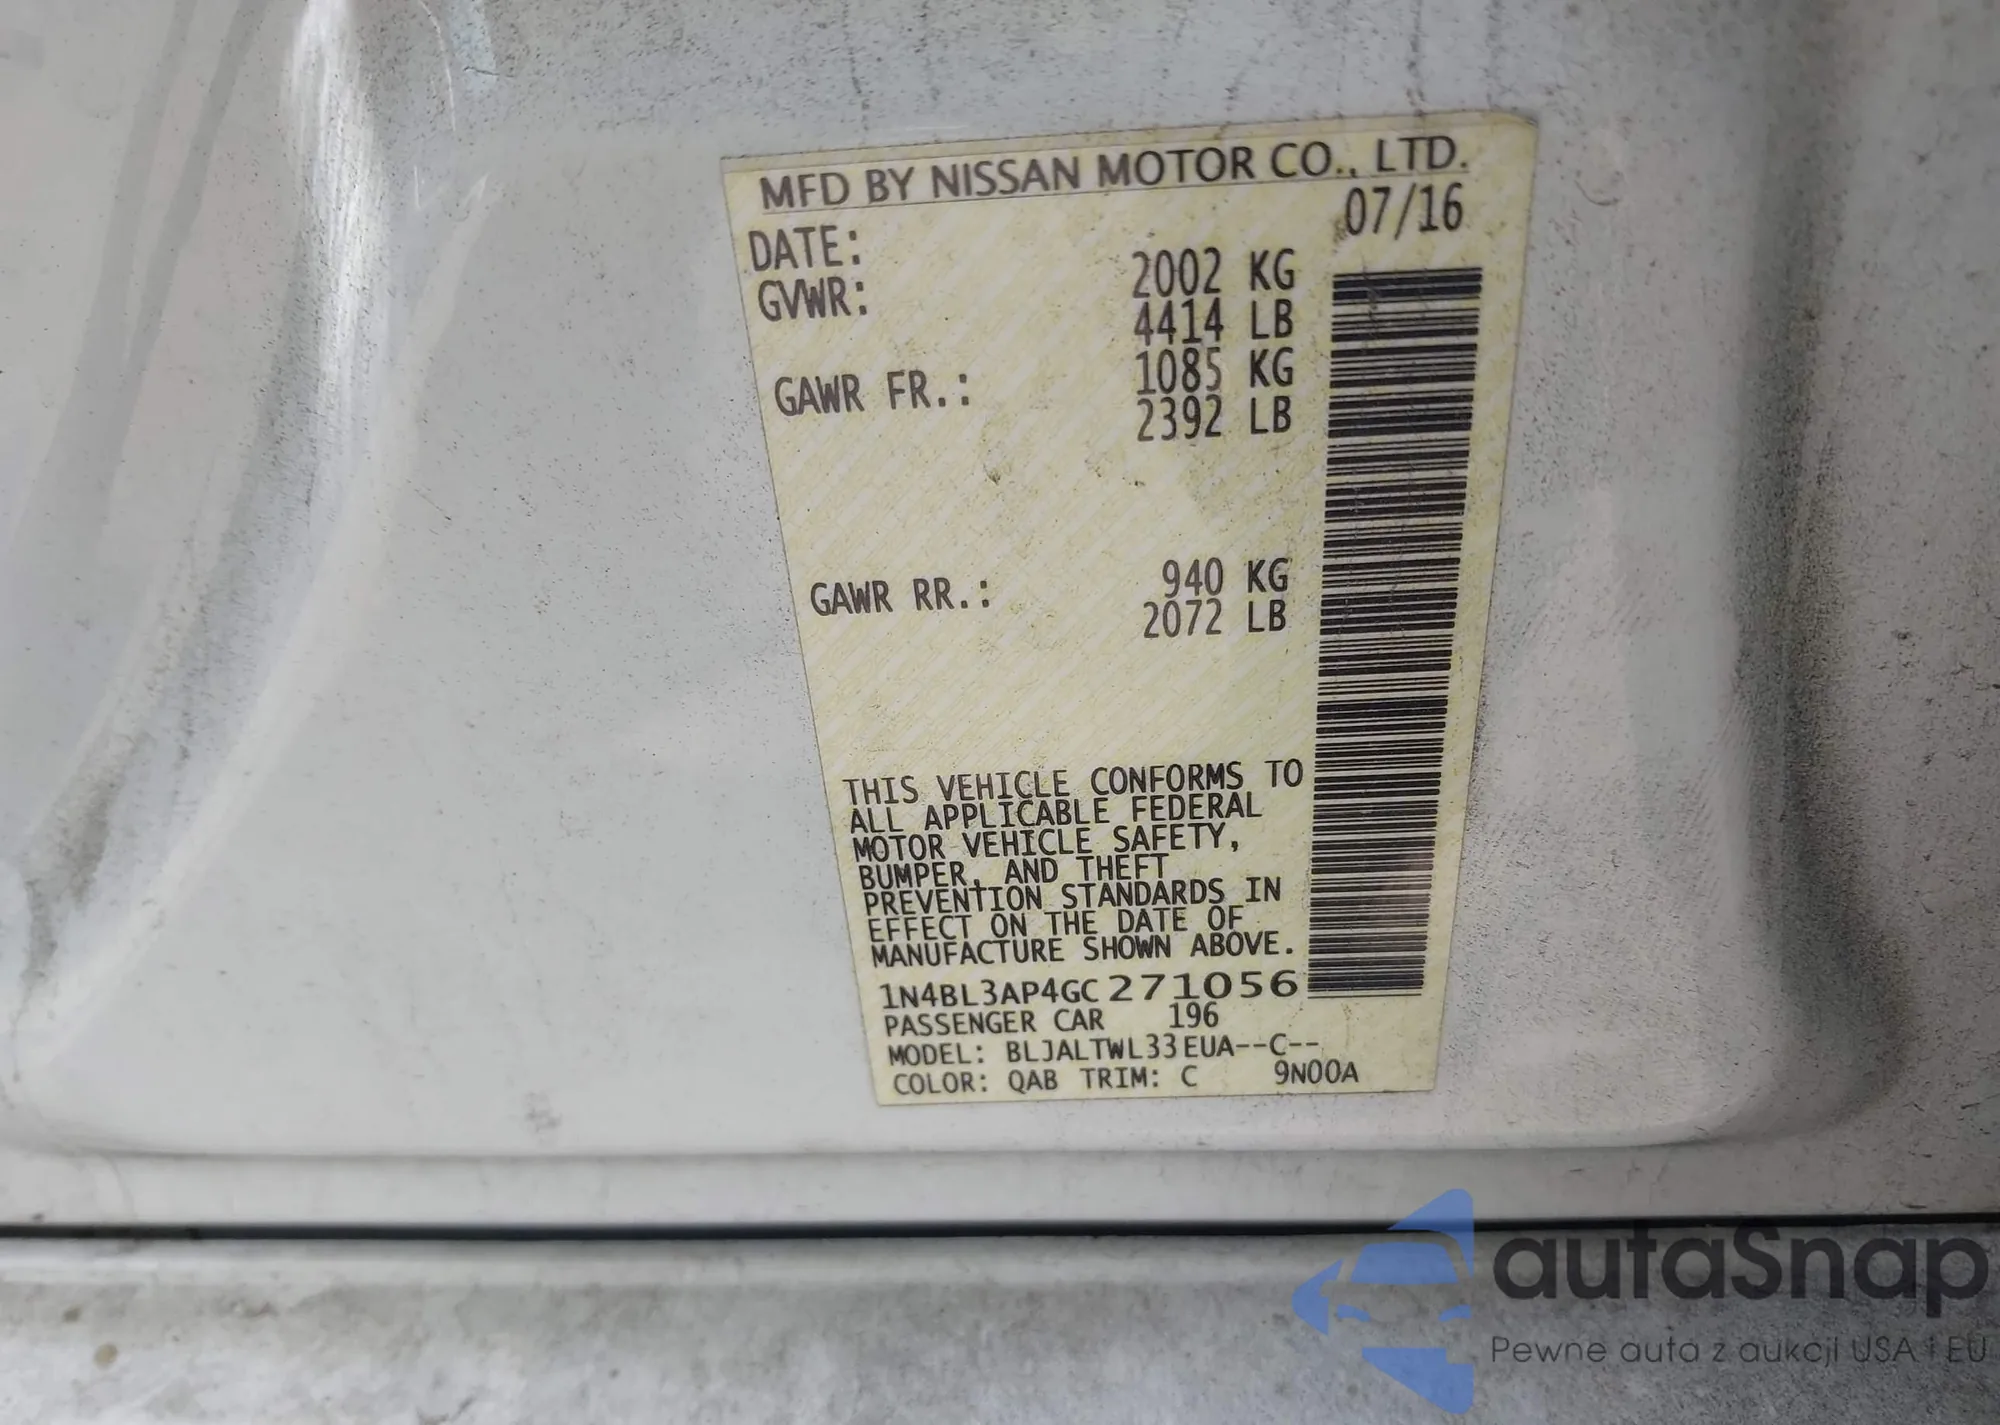 MFD BY NISSAN MOTOR CO., LTD.
DATE: 07/16
GVWR: 2002 KG
4414 LB
GAWR FR.: 1085 KG
2392 LB
GAWR RR.: 940 KG
2072 LB
THIS VEHICLE CONFORMS TO
ALL APPLICABLE FEDERAL
MOTOR VEHICLE SAFETY,
BUMPER, AND THEFT
PREVENTION STANDARDS IN
EFFECT ON THE DATE OF
MANUFACTURE SHOWN ABOVE.
1N4BL3AP4GC271056
PASSENGER CAR 196
MODEL: BLJALTWL33EUA--C--
COLOR: QAB TRIM: C 9N00A
autaSnap
Pewne auta z aukcji USA i EU